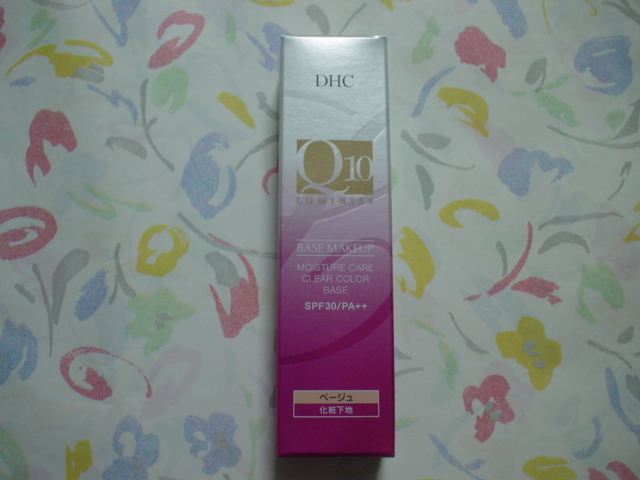 DHC
Q10
LUMINIST
BASE MAKEUP
MOISTURE CARE
CLEAR COLOR
BASE
SPF30/PA++
ベージュ
化粧下地